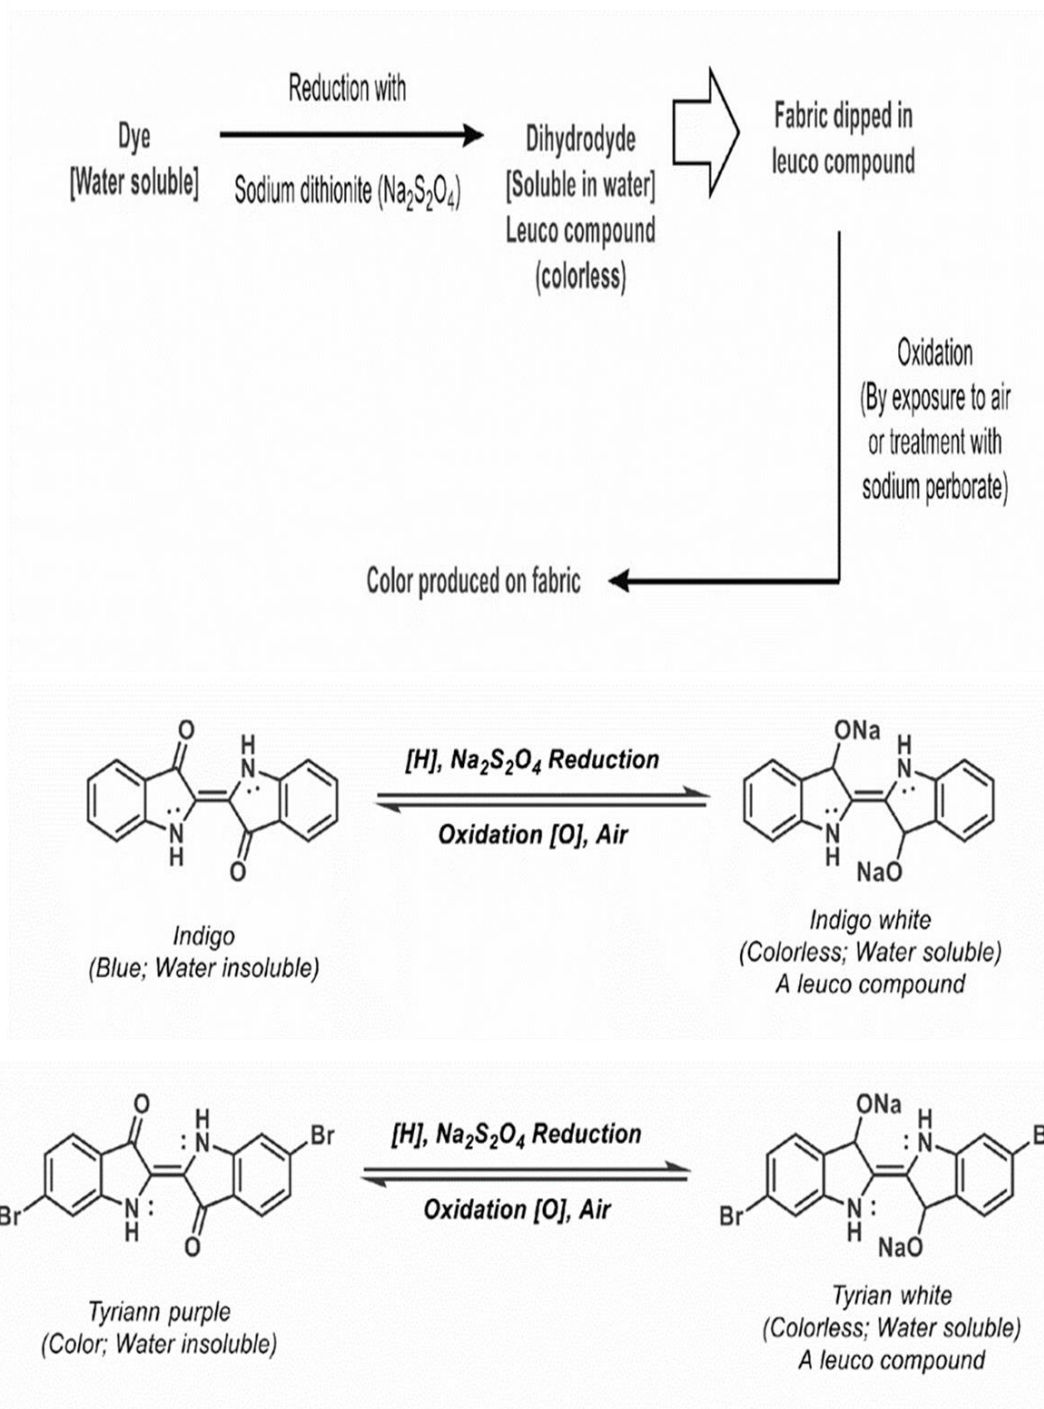 Reduction with
Dye
[Water soluble]
Sodium dithionite (Na₂S₂O₄)
Dihydrodyde
[Soluble in water]
Leuco compound
(colorless)
Fabric dipped in
leuco compound
Oxidation
(By exposure to air
or treatment with
sodium perborate)
Color produced on fabric
O
H
N
N
H
O
[H], Na₂S₂O₄ Reduction
Oxidation [O], Air
ONa
H
N
N
H
NaO
Indigo
(Blue; Water insoluble)
Indigo white
(Colorless; Water soluble)
A leuco compound
O
H
N
Br
Br
N
H
O
[H], Na₂S₂O₄ Reduction
Oxidation [O], Air
ONa
H
N
B
Br
N
H
NaO
Tyriann purple
(Color; Water insoluble)
Tyrian white
(Colorless; Water soluble)
A leuco compound